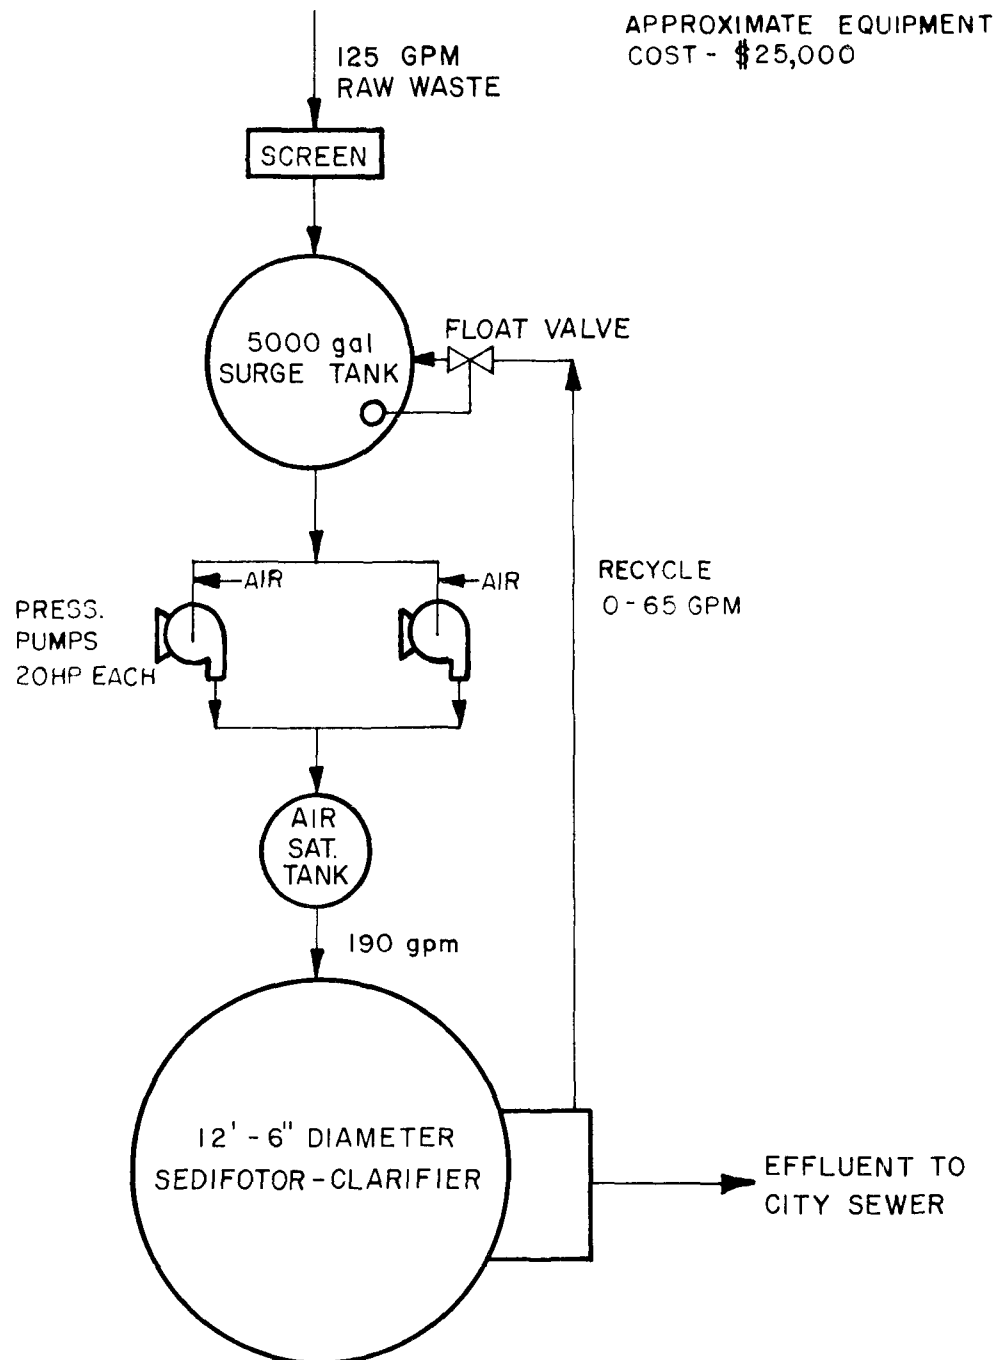 APPROXIMATE EQUIPMENT
COST - $25,000
125 GPM
RAW WASTE
SCREEN
FLOAT VALVE
5000 gal
SURGE TANK
AIR
AIR
RECYCLE
0-65 GPM
PRESS.
PUMPS
20HP EACH
AIR
SAT.
TANK
190 gpm
12'-6" DIAMETER
SEDIFOTOR-CLARIFIER
EFFLUENT TO
CITY SEWER